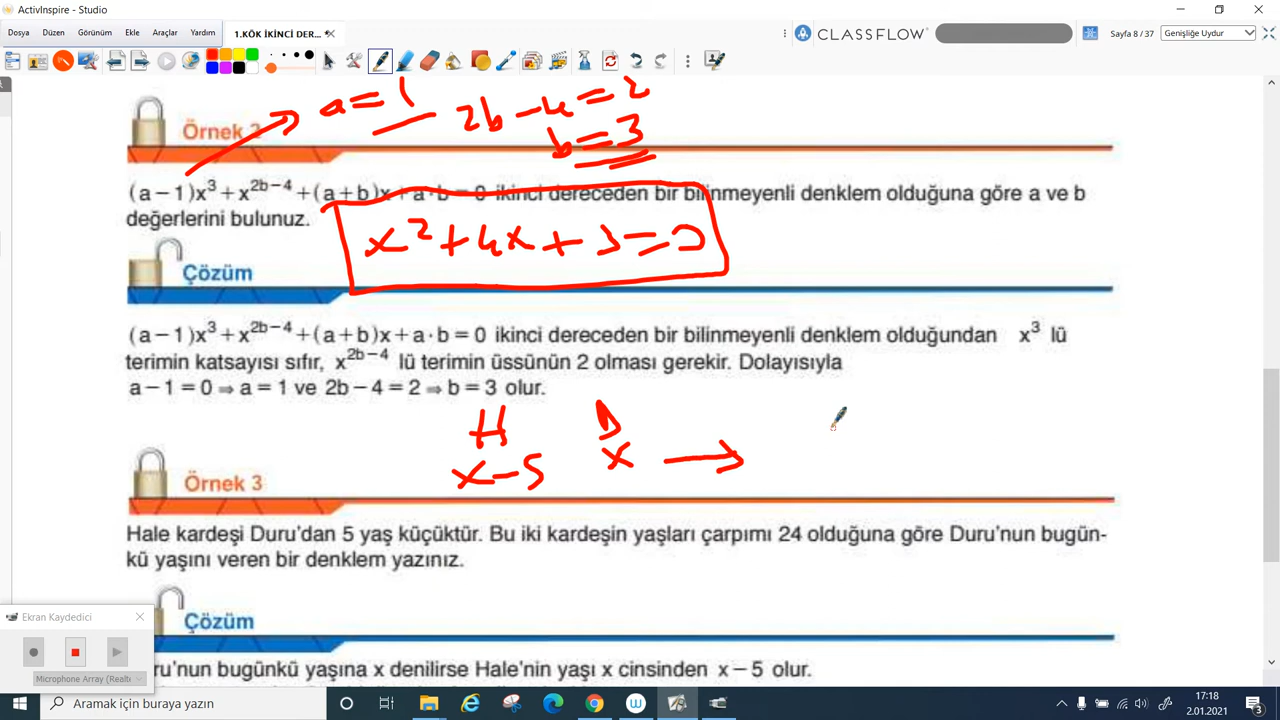 ActivInspire - Studio
Dosya Düzen Görünüm Ekle Araçlar Yardım
1.KÖK İKİNCİ DER...
CLASSFLOW
Sayfa 8 / 37
Genişliğe Uydur
a = 1
2b - 4 = 2
b = 3
Örnek 2
(a − 1)x³ + x²ᵇ⁻⁴ + (a + b)x + a · b = 0 ikinci dereceden bir bilinmeyenli denklem olduğuna göre a ve b
değerlerini bulunuz.
x² + 4x + 3 = 0
Çözüm
(a − 1)x³ + x²ᵇ⁻⁴ + (a + b)x + a · b = 0 ikinci dereceden bir bilinmeyenli denklem olduğundan x³ lü
terimin katsayısı sıfır, x²ᵇ⁻⁴ lü terimin üssünün 2 olması gerekir. Dolayısıyla
a − 1 = 0 ⇒ a = 1 ve 2b − 4 = 2 ⇒ b = 3 olur.
H D
x - 5 x →
Örnek 3
Hale kardeşi Duru’dan 5 yaş küçüktür. Bu iki kardeşin yaşları çarpımı 24 olduğuna göre Duru’nun bugün-
kü yaşını veren bir denklem yazınız.
Çözüm
ru’nun bugünkü yaşına x denilirse Hale’nin yaşı x cinsinden x − 5 olur.
Ekran Kaydedici
Microphone Array (Realt
Aramak için buraya yazın
17:18
2.01.2021
3